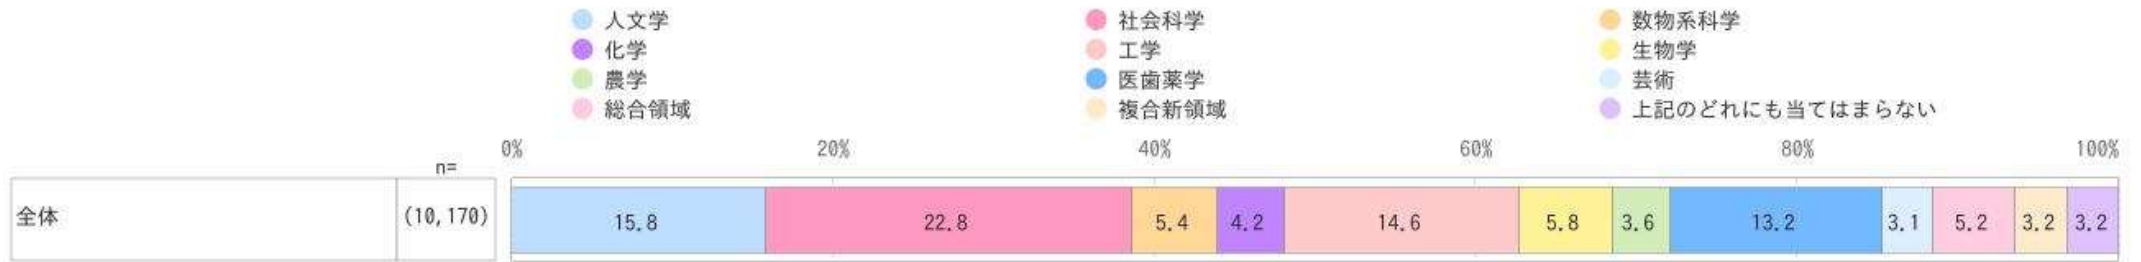 人文学 社会科学 数物系科学
化学 工学 生物学
農学 医歯薬学 芸術
総合領域 複合新領域 上記のどれにも当てはまらない
0% 20% 40% 60% 80% 100%
n=
全体 (10,170) 15.8 22.8 5.4 4.2 14.6 5.8 3.6 13.2 3.1 5.2 3.2 3.2